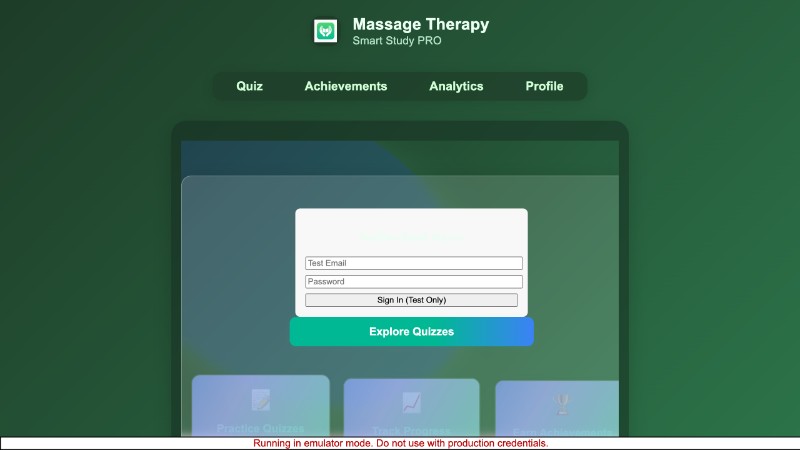 Massage Therapy
Smart Study PRO
Quiz Achievements Analytics Profile
Test Email
Password
Sign In (Test Only)
Explore Quizzes
Practice Quizzes
Track Progress
Earn Achievements
Running in emulator mode. Do not use with production credentials.